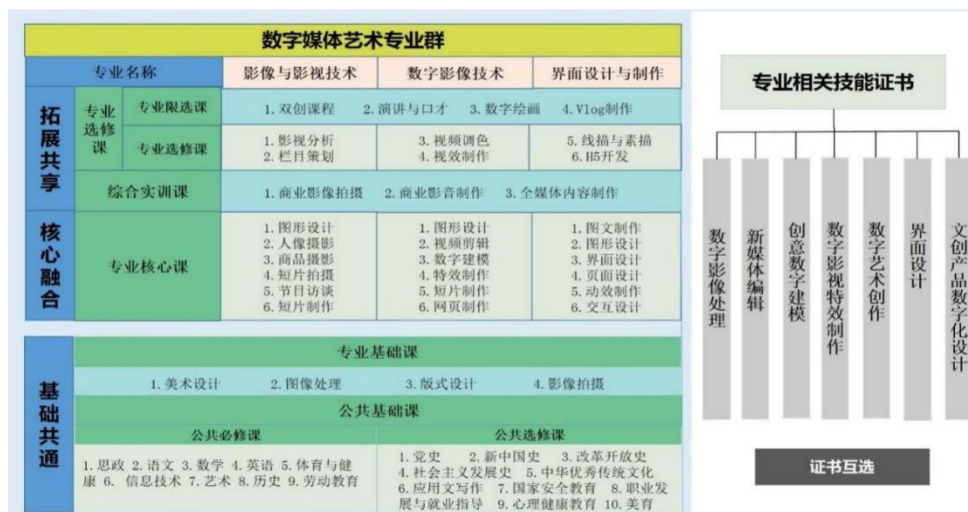 数字媒体艺术专业群
专业名称 影像与影视技术 数字影像技术 界面设计与制作
拓展共享
专业选修课
专业限选课
1.双创课程 2.演讲与口才 3.数字绘画 4.Vlog制作
专业选修课
1.影视分析
2.栏目策划
3.视频调色
4.视效制作
5.线描与素描
6.H5开发
综合实训课
1.商业影像拍摄 2.商业影音制作 3.全媒体内容制作
核心融合
专业核心课
1.图形设计
2.人像摄影
3.商品摄影
4.短片拍摄
5.节目访谈
6.短片制作
1.图形设计
2.视频剪辑
3.数字建模
4.特效制作
5.短片制作
6.网页制作
1.图文制作
2.图形设计
3.界面设计
4.页面设计
5.动效制作
6.交互设计
基础共通
专业基础课
1.美术设计 2.图像处理 3.版式设计 4.影像拍摄
公共基础课
公共必修课
1.思政 2.语文 3.数学 4.英语 5.体育与健
康 6. 信息技术 7.艺术 8.历史 9.劳动教育
公共选修课
1.党史 2.新中国史 3.改革开放史
4.社会主义发展史 5.中华优秀传统文化
6.应用文写作 7.国家安全教育 8.职业发
展与就业指导 9.心理健康教育 10.美育
专业相关技能证书
数字影像处理
新媒体编辑
创意数字建模
数字影视特效制作
数字艺术创作
界面设计
文创产品数字化设计
证书互选